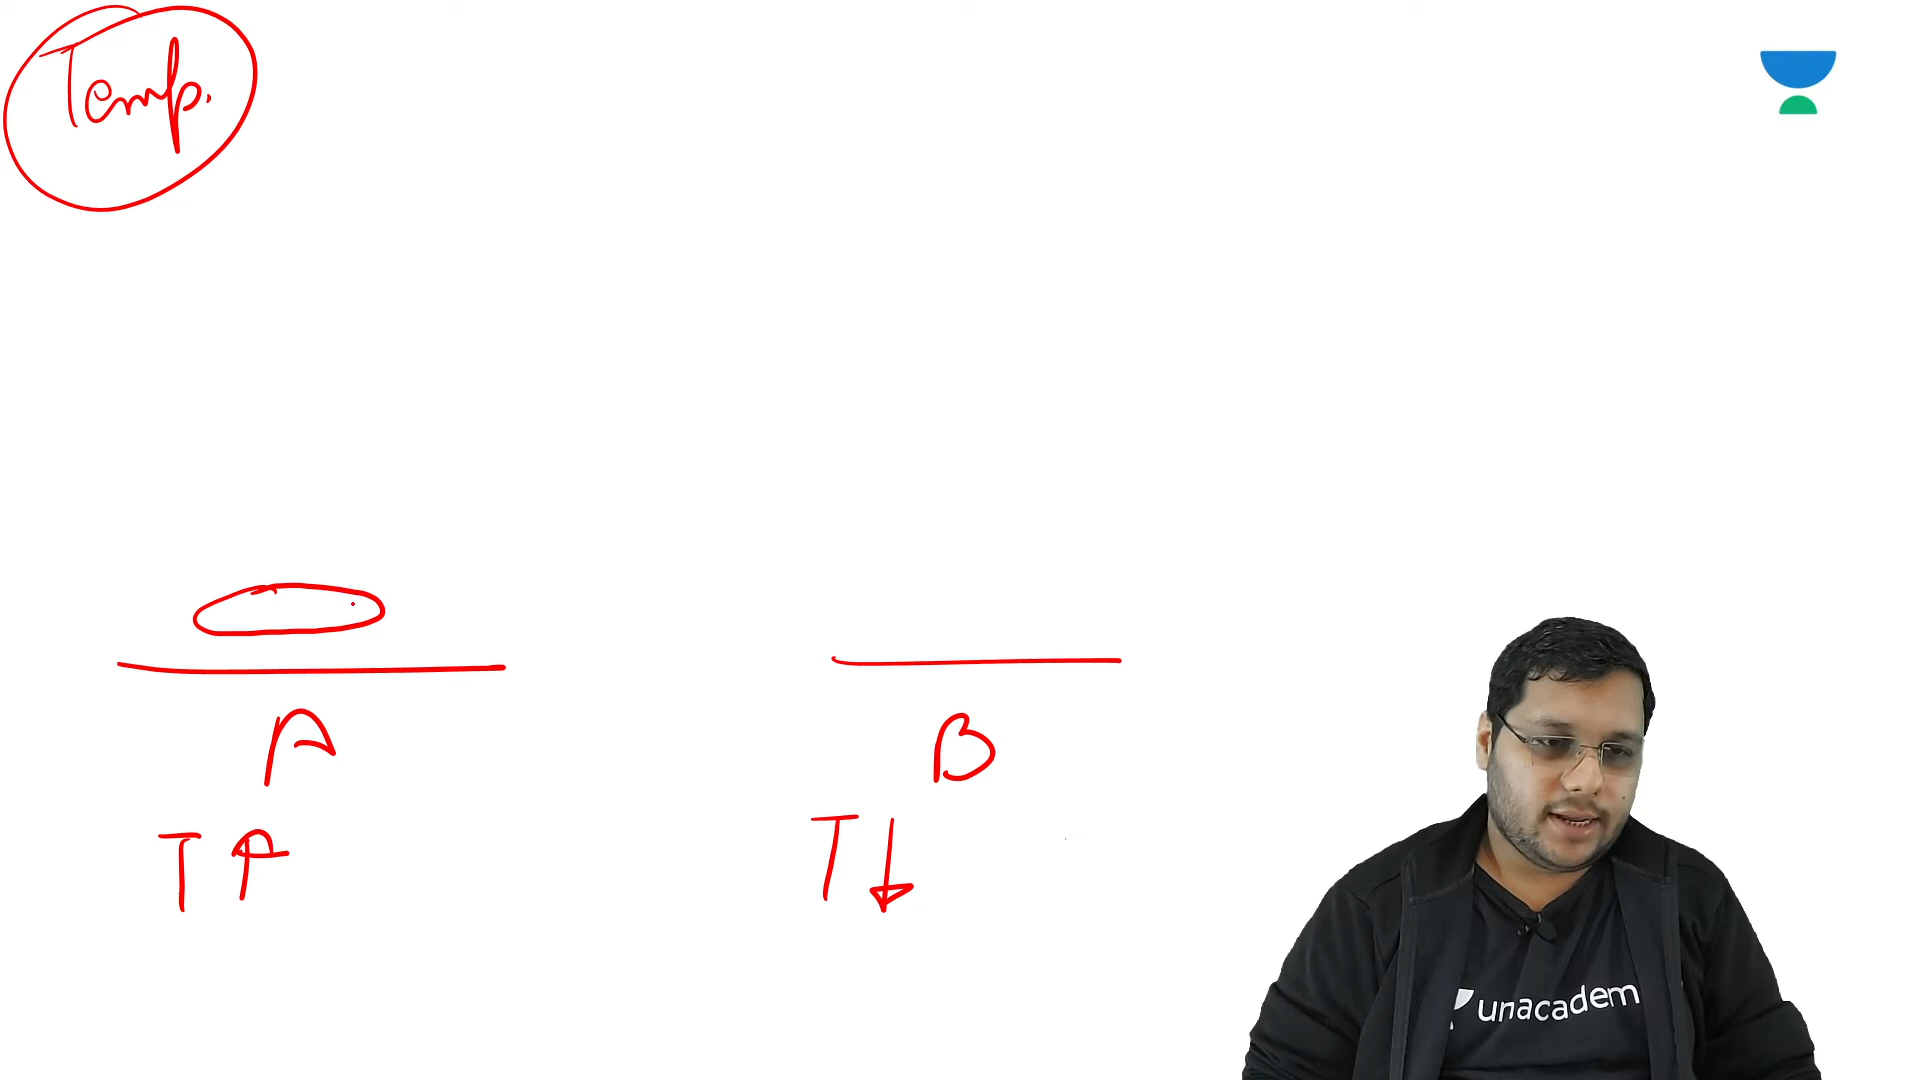 Temp.
A
B
T↑
T↓
unacadem